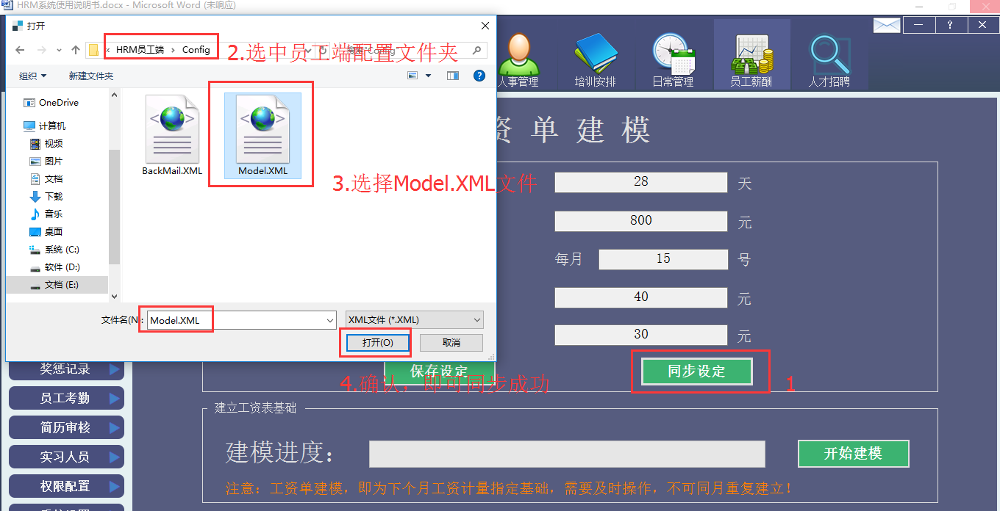 HRM系统使用说明书.docx - Microsoft Word (未响应)
打开
« HRM员工端 › Config
2.选中员工端配置文件夹
组织
新建文件夹
OneDrive
计算机
视频
图片
文档
下载
音乐
桌面
系统 (C:)
软件 (D:)
文档 (E:)
BackMail.XML
Model.XML
3.选择Model.XML文件
文件名(N):
Model.XML
XML文件 (*.XML)
打开(O)
取消
人事管理
培训安排
日常管理
员工薪酬
人才招聘
资单建模
28 天
800 元
每月 15 号
40 元
30 元
保存设定
同步设定
1
4.确认，即可同步成功
奖惩记录
员工考勤
简历审核
实习人员
权限配置
建立工资表基础
建模进度：
开始建模
注意：工资单建模，即为下个月工资计量指定基础，需要及时操作，不可同月重复建立！